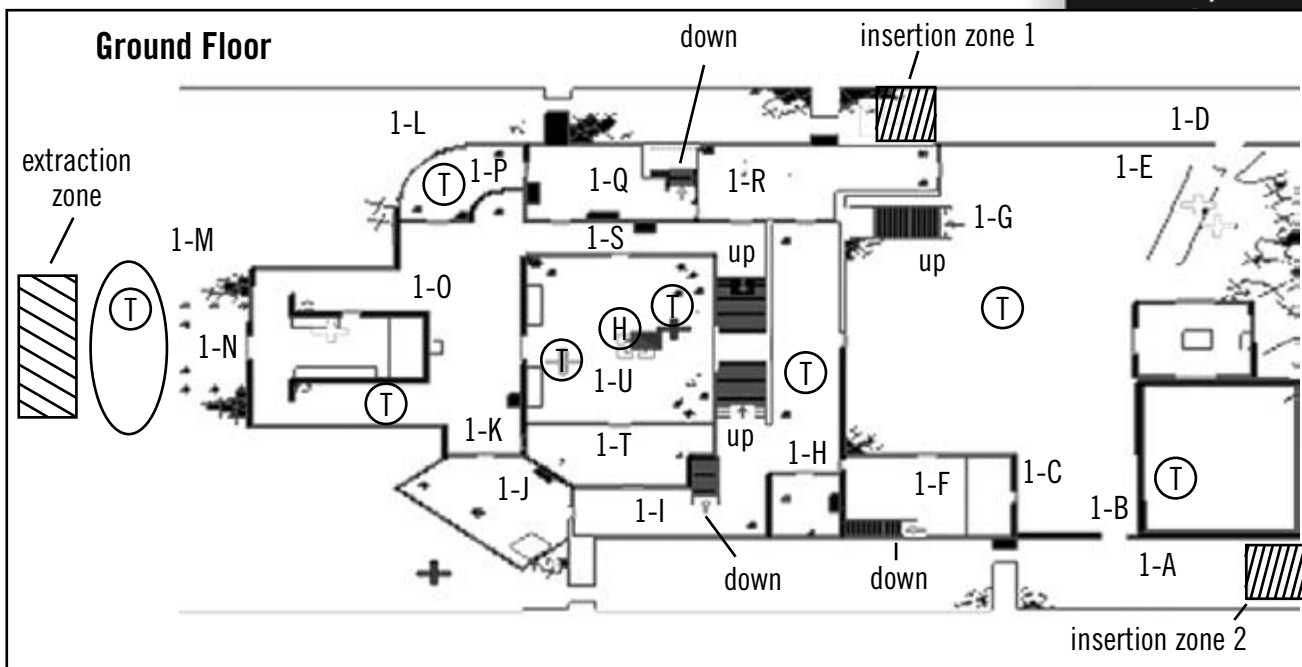 Ground Floor
down
insertion zone 1
1-L
1-D
extraction
zone
1-P
T
1-Q
1-R
1-E
1-G
1-M
1-S
up
up
1-O
T
T
H
T
1-N
T
1-U
T
T
1-K
up
1-T
1-H
1-J
1-F
1-C
T
1-I
1-B
down
down
1-A
insertion zone 2